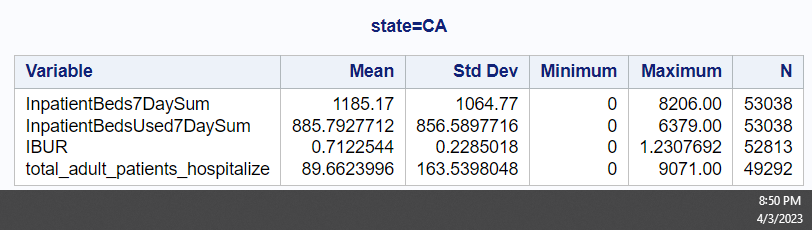 state=CA
Variable Mean Std Dev Minimum Maximum N
InpatientBeds7DaySum 1185.17 1064.77 0 8206.00 53038
InpatientBedsUsed7DaySum 885.7927712 856.5897716 0 6379.00 53038
IBUR 0.7122544 0.2285018 0 1.2307692 52813
total_adult_patients_hospitalize 89.6623996 163.5398048 0 9071.00 49292
8:50 PM
4/3/2023